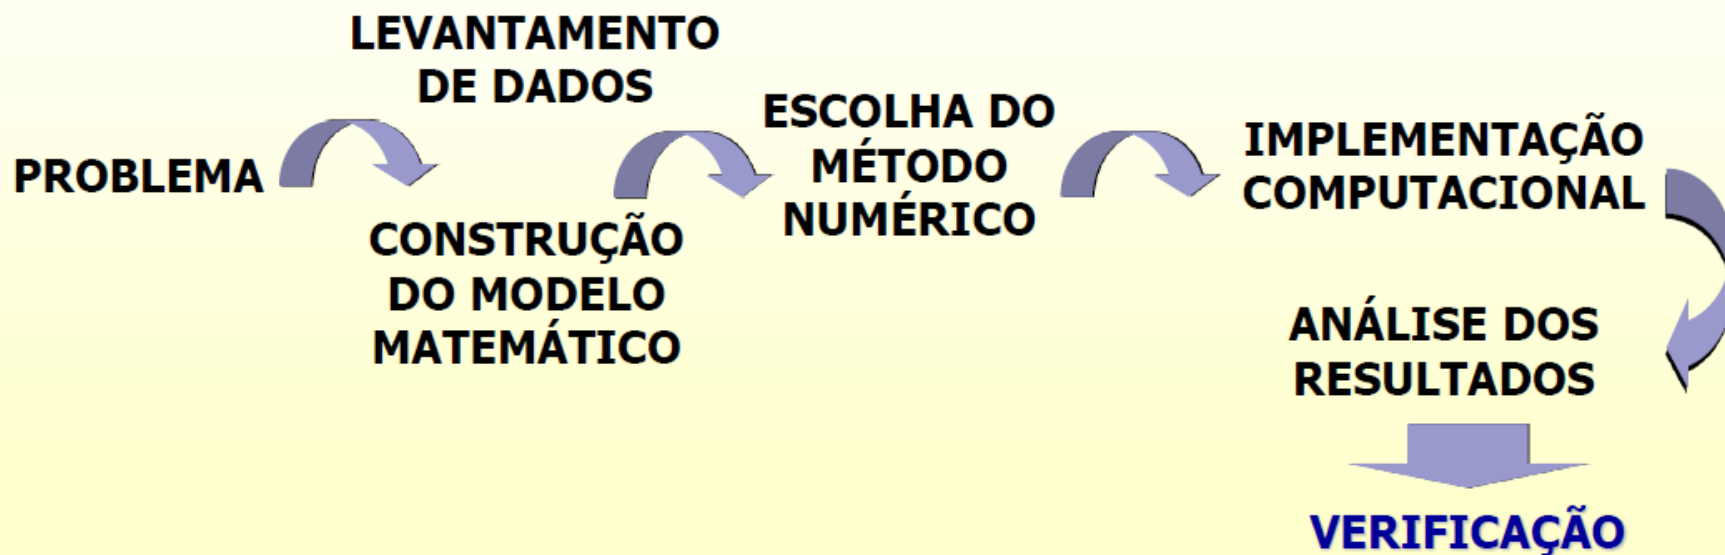 PROBLEMA
LEVANTAMENTO
DE DADOS
CONSTRUÇÃO
DO MODELO
MATEMÁTICO
ESCOLHA DO
MÉTODO
NUMÉRICO
IMPLEMENTAÇÃO
COMPUTACIONAL
ANÁLISE DOS
RESULTADOS
VERIFICAÇÃO